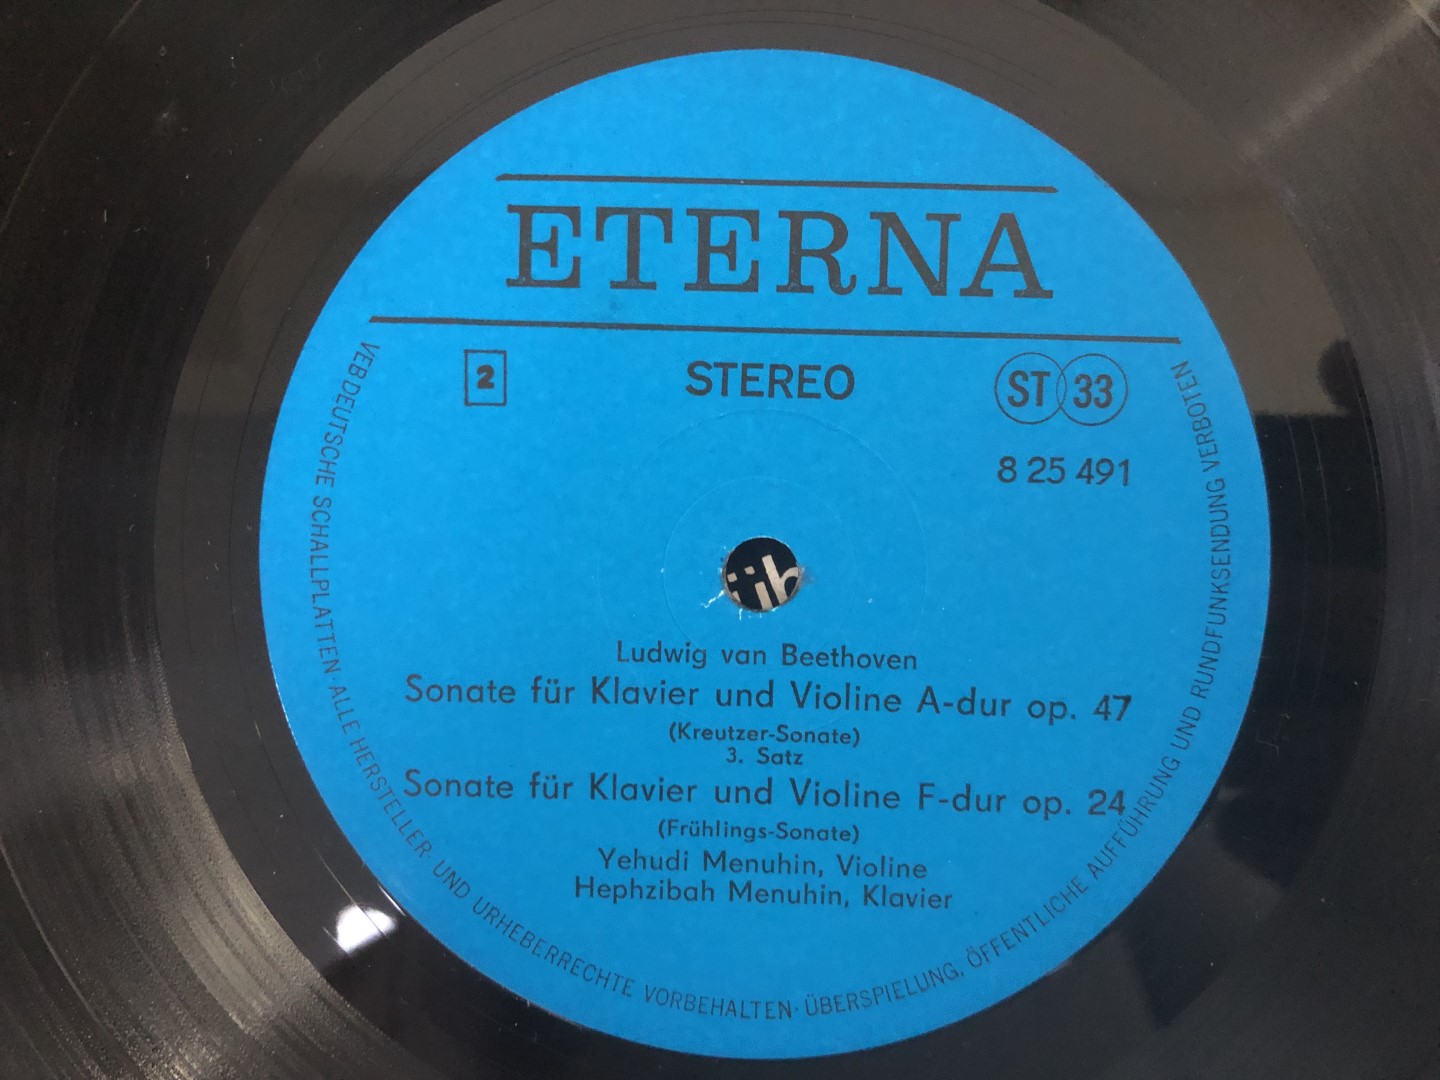 ETERNA
2
STEREO
ST 33
8 25 491
üb
Ludwig van Beethoven
Sonate für Klavier und Violine A-dur op. 47
(Kreutzer-Sonate)
3. Satz
Sonate für Klavier und Violine F-dur op. 24
(Frühlings-Sonate)
Yehudi Menuhin, Violine
Hephzibah Menuhin, Klavier
VEB DEUTSCHE SCHALLPLATTEN · ALLE HERSTELLER- UND URHEBERRECHTE VORBEHALTEN · ÜBERSPIELUNG, ÖFFENTLICHE AUFFÜHRUNG UND RUNDFUNKSENDUNG VERBOTEN